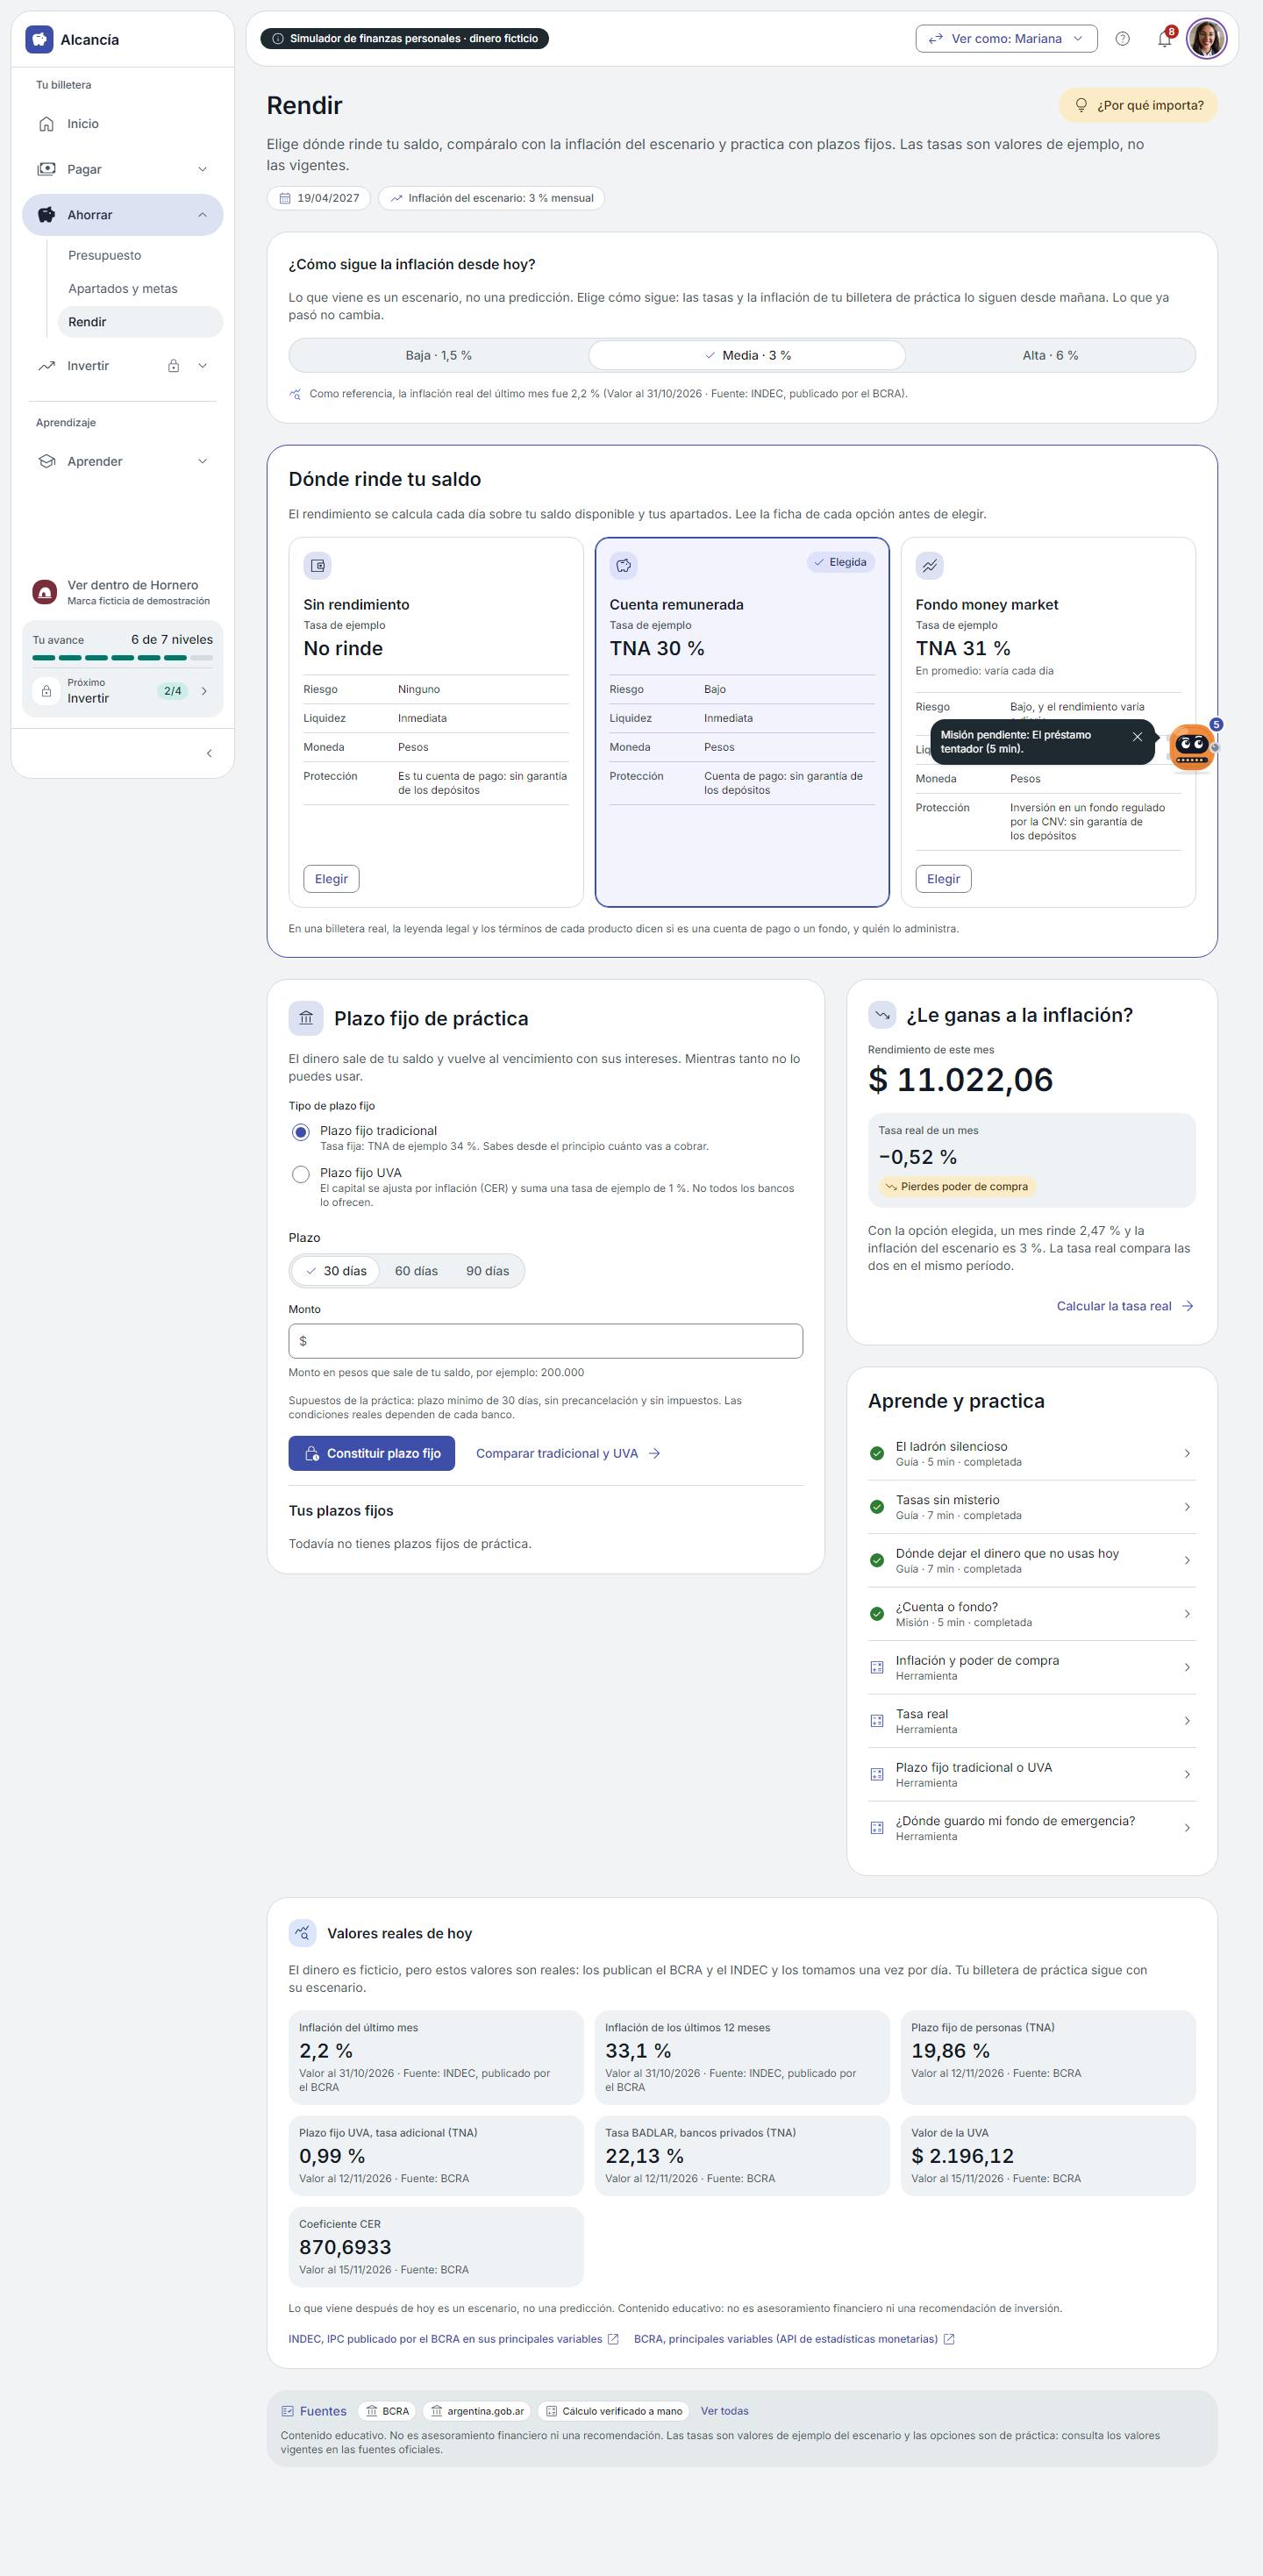 Alcancía
Tu billetera
Inicio
Pagar
Ahorrar
Presupuesto
Apartados y metas
Rendir
Invertir
Aprendizaje
Aprender
Ver dentro de Hornero
Marca ficticia de demostración
Tu avance
6 de 7 niveles
Próximo
Invertir
2/4
Simulador de finanzas personales · dinero ficticio
Ver como: Mariana
8
Rendir
¿Por qué importa?
Elige dónde rinde tu saldo, compáralo con la inflación del escenario y practica con plazos fijos. Las tasas son valores de ejemplo, no
las vigentes.
19/04/2027
Inflación del escenario: 3 % mensual
¿Cómo sigue la inflación desde hoy?
Lo que viene es un escenario, no una predicción. Elige cómo sigue: las tasas y la inflación de tu billetera de práctica lo siguen desde mañana. Lo que ya
pasó no cambia.
Baja · 1,5 %
Media · 3 %
Alta · 6 %
Como referencia, la inflación real del último mes fue 2,2 % (Valor al 31/10/2026 · Fuente: INDEC, publicado por el BCRA).
Dónde rinde tu saldo
El rendimiento se calcula cada día sobre tu saldo disponible y tus apartados. Lee la ficha de cada opción antes de elegir.
Sin rendimiento
Tasa de ejemplo
No rinde
Riesgo
Ninguno
Liquidez
Inmediata
Moneda
Pesos
Protección
Es tu cuenta de pago: sin garantía
de los depósitos
Elegir
Elegida
Cuenta remunerada
Tasa de ejemplo
TNA 30 %
Riesgo
Bajo
Liquidez
Inmediata
Moneda
Pesos
Protección
Cuenta de pago: sin garantía de
los depósitos
Fondo money market
Tasa de ejemplo
TNA 31 %
En promedio: varía cada día
Riesgo
Bajo, y el rendimiento varía
Misión pendiente: El préstamo
tentador (5 min).
5
Moneda
Pesos
Protección
Inversión en un fondo regulado
por la CNV: sin garantía de
los depósitos
Elegir
En una billetera real, la leyenda legal y los términos de cada producto dicen si es una cuenta de pago o un fondo, y quién lo administra.
Plazo fijo de práctica
El dinero sale de tu saldo y vuelve al vencimiento con sus intereses. Mientras tanto no lo
puedes usar.
Tipo de plazo fijo
Plazo fijo tradicional
Tasa fija: TNA de ejemplo 34 %. Sabes desde el principio cuánto vas a cobrar.
Plazo fijo UVA
El capital se ajusta por inflación (CER) y suma una tasa de ejemplo de 1 %. No todos los bancos
lo ofrecen.
Plazo
30 días
60 días
90 días
Monto
$
Monto en pesos que sale de tu saldo, por ejemplo: 200.000
Supuestos de la práctica: plazo mínimo de 30 días, sin precancelación y sin impuestos. Las
condiciones reales dependen de cada banco.
Constituir plazo fijo
Comparar tradicional y UVA
Tus plazos fijos
Todavía no tienes plazos fijos de práctica.
¿Le ganas a la inflación?
Rendimiento de este mes
$ 11.022,06
Tasa real de un mes
−0,52 %
Pierdes poder de compra
Con la opción elegida, un mes rinde 2,47 % y la
inflación del escenario es 3 %. La tasa real compara las
dos en el mismo período.
Calcular la tasa real
Aprende y practica
El ladrón silencioso
Guía · 5 min · completada
Tasas sin misterio
Guía · 7 min · completada
Dónde dejar el dinero que no usas hoy
Guía · 7 min · completada
¿Cuenta o fondo?
Misión · 5 min · completada
Inflación y poder de compra
Herramienta
Tasa real
Herramienta
Plazo fijo tradicional o UVA
Herramienta
¿Dónde guardo mi fondo de emergencia?
Herramienta
Valores reales de hoy
El dinero es ficticio, pero estos valores son reales: los publican el BCRA y el INDEC y los tomamos una vez por día. Tu billetera de práctica sigue con
su escenario.
Inflación del último mes
2,2 %
Valor al 31/10/2026 · Fuente: INDEC, publicado por
el BCRA
Inflación de los últimos 12 meses
33,1 %
Valor al 31/10/2026 · Fuente: INDEC, publicado por
el BCRA
Plazo fijo de personas (TNA)
19,86 %
Valor al 12/11/2026 · Fuente: BCRA
Plazo fijo UVA, tasa adicional (TNA)
0,99 %
Valor al 12/11/2026 · Fuente: BCRA
Tasa BADLAR, bancos privados (TNA)
22,13 %
Valor al 12/11/2026 · Fuente: BCRA
Valor de la UVA
$ 2.196,12
Valor al 15/11/2026 · Fuente: BCRA
Coeficiente CER
870,6933
Valor al 15/11/2026 · Fuente: BCRA
Lo que viene después de hoy es un escenario, no una predicción. Contenido educativo: no es asesoramiento financiero ni una recomendación de inversión.
INDEC, IPC publicado por el BCRA en sus principales variables
BCRA, principales variables (API de estadísticas monetarias)
Fuentes
BCRA
argentina.gob.ar
Cálculo verificado a mano
Ver todas
Contenido educativo. No es asesoramiento financiero ni una recomendación. Las tasas son valores de ejemplo del escenario y las opciones son de práctica: consulta los valores
vigentes en las fuentes oficiales.